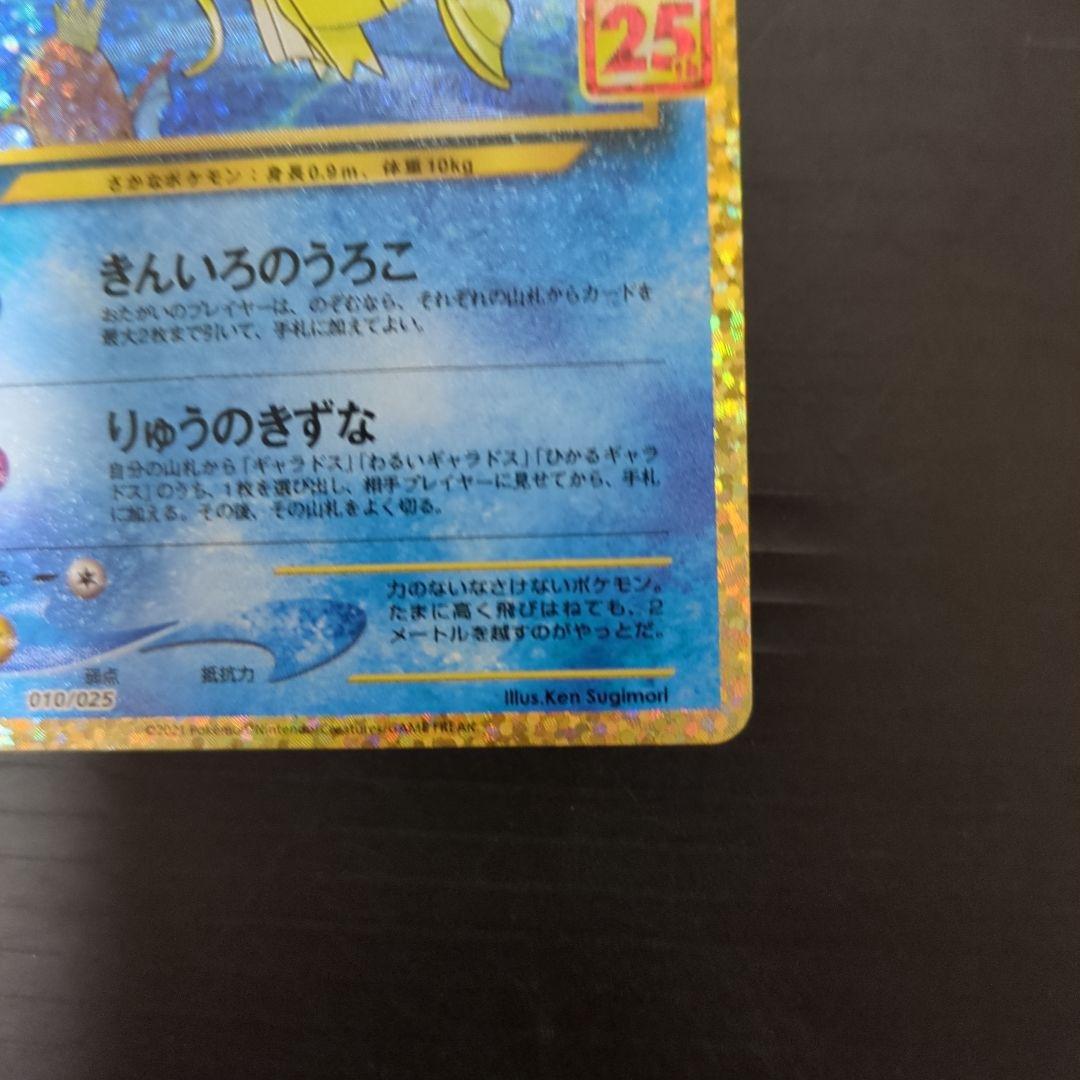 25th
さかなポケモン：身長0.9m、体重10kg
きんいろのうろこ
おたがいのプレイヤーは、のぞむなら、それぞれの山札からカードを
最大2枚まで引いて、手札に加えてよい。
りゅうのきずな
自分の山札から「ギャラドス」「わるいギャラドス」「ひかるギャラ
ドス」のうち、1枚を選び出し、相手プレイヤーに見せてから、手札
に加える。その後、その山札をよく切る。
力のないなさけないポケモン。
たまに高く飛びはねても、2
メートルを越すのがやっとだ。
弱点 抵抗力
010/025 Illus.Ken Sugimori
©2021 Pokémon/Nintendo/Creatures/GAME FREAK